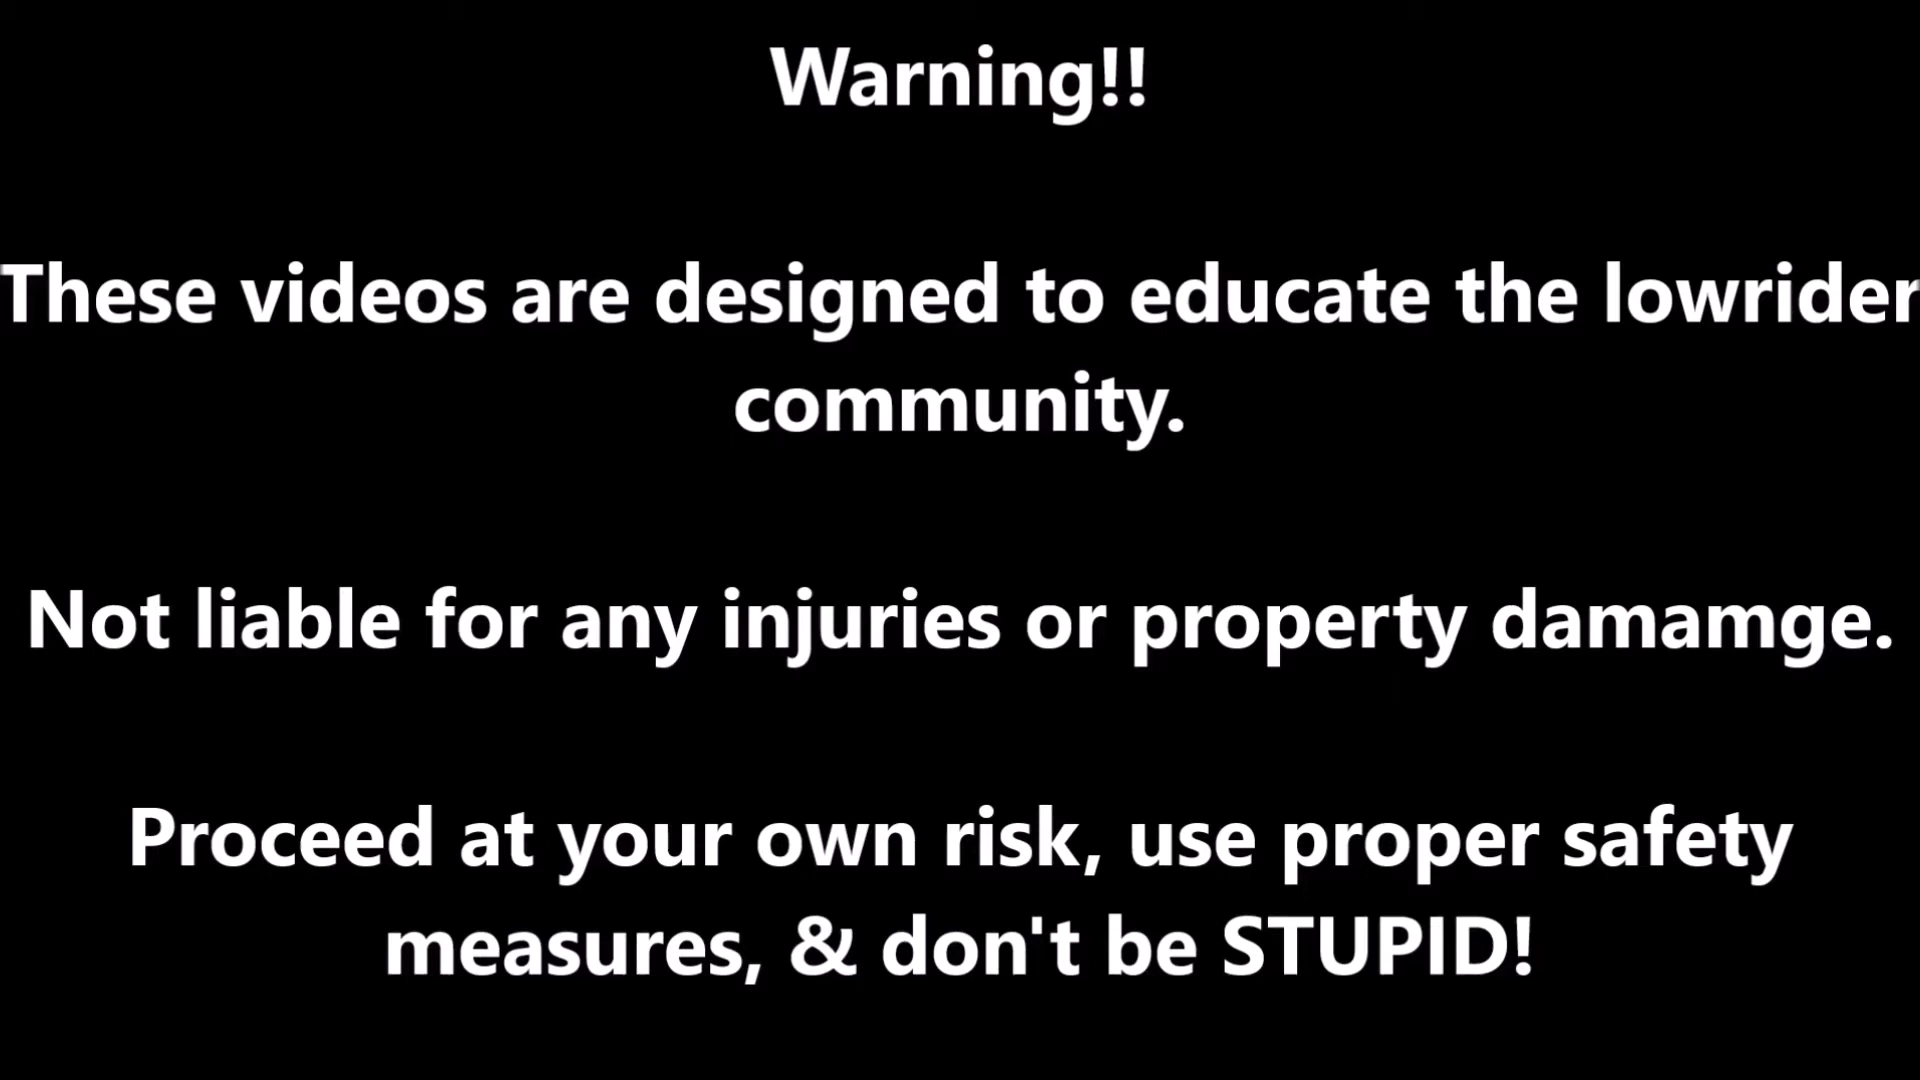 Warning!!
These videos are designed to educate the lowrider
community.
Not liable for any injuries or property damamge.
Proceed at your own risk, use proper safety
measures, & don't be STUPID!